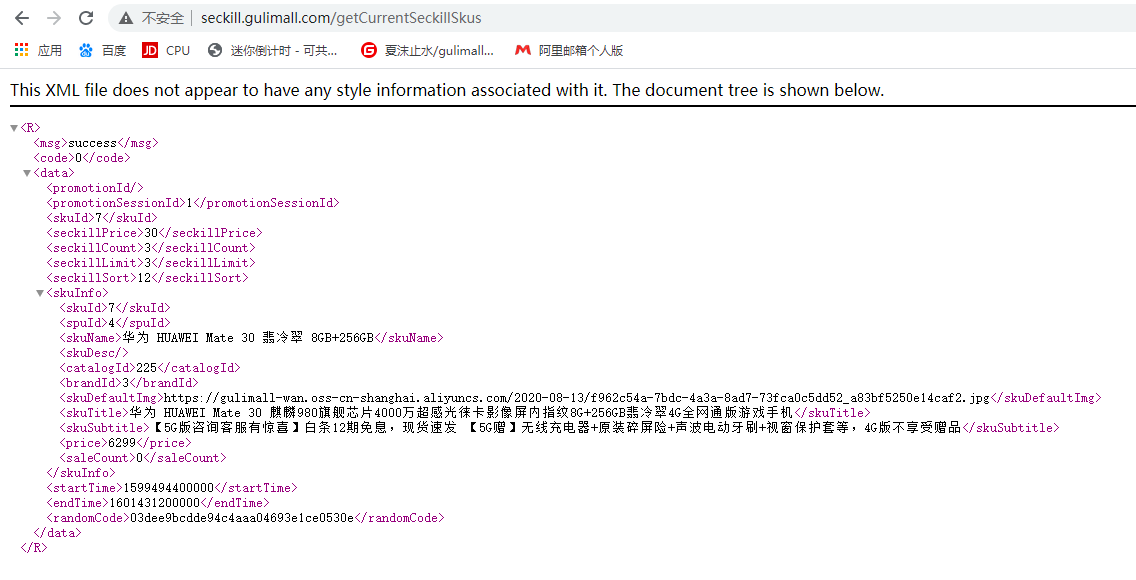 不安全 seckill.gulimall.com/getCurrentSeckillSkus
应用 百度 JD CPU 迷你倒计时 - 可共... G 夏沫止水/gulimall... 阿里邮箱个人版
This XML file does not appear to have any style information associated with it. The document tree is shown below.
▼<R>
<msg>success</msg>
<code>0</code>
▼<data>
<promotionId/>
<promotionSessionId>1</promotionSessionId>
<skuId>7</skuId>
<seckillPrice>30</seckillPrice>
<seckillCount>3</seckillCount>
<seckillLimit>3</seckillLimit>
<seckillSort>12</seckillSort>
▼<skuInfo>
<skuId>7</skuId>
<spuId>4</spuId>
<skuName>华为 HUAWEI Mate 30 翡冷翠 8GB+256GB</skuName>
<skuDesc/>
<catalogId>225</catalogId>
<brandId>3</brandId>
<skuDefaultImg>https://gulimall-wan.oss-cn-shanghai.aliyuncs.com/2020-08-13/f962c54a-7bdc-4a3a-8ad7-73fca0c5dd52_a83bf5250e14caf2.jpg</skuDefaultImg>
<skuTitle>华为 HUAWEI Mate 30 麒麟980旗舰芯片4000万超感光徕卡影像屏内指纹8G+256GB翡冷翠4G全网通版游戏手机</skuTitle>
<skuSubtitle>【5G版咨询客服有惊喜】白条12期免息，现货速发 【5G赠】无线充电器+原装碎屏险+声波电动牙刷+视窗保护套等，4G版不享受赠品</skuSubtitle>
<price>6299</price>
<saleCount>0</saleCount>
</skuInfo>
<startTime>1599494400000</startTime>
<endTime>1601431200000</endTime>
<randomCode>03dee9bcdde94c4aaa04693e1ce0530e</randomCode>
</data>
</R>